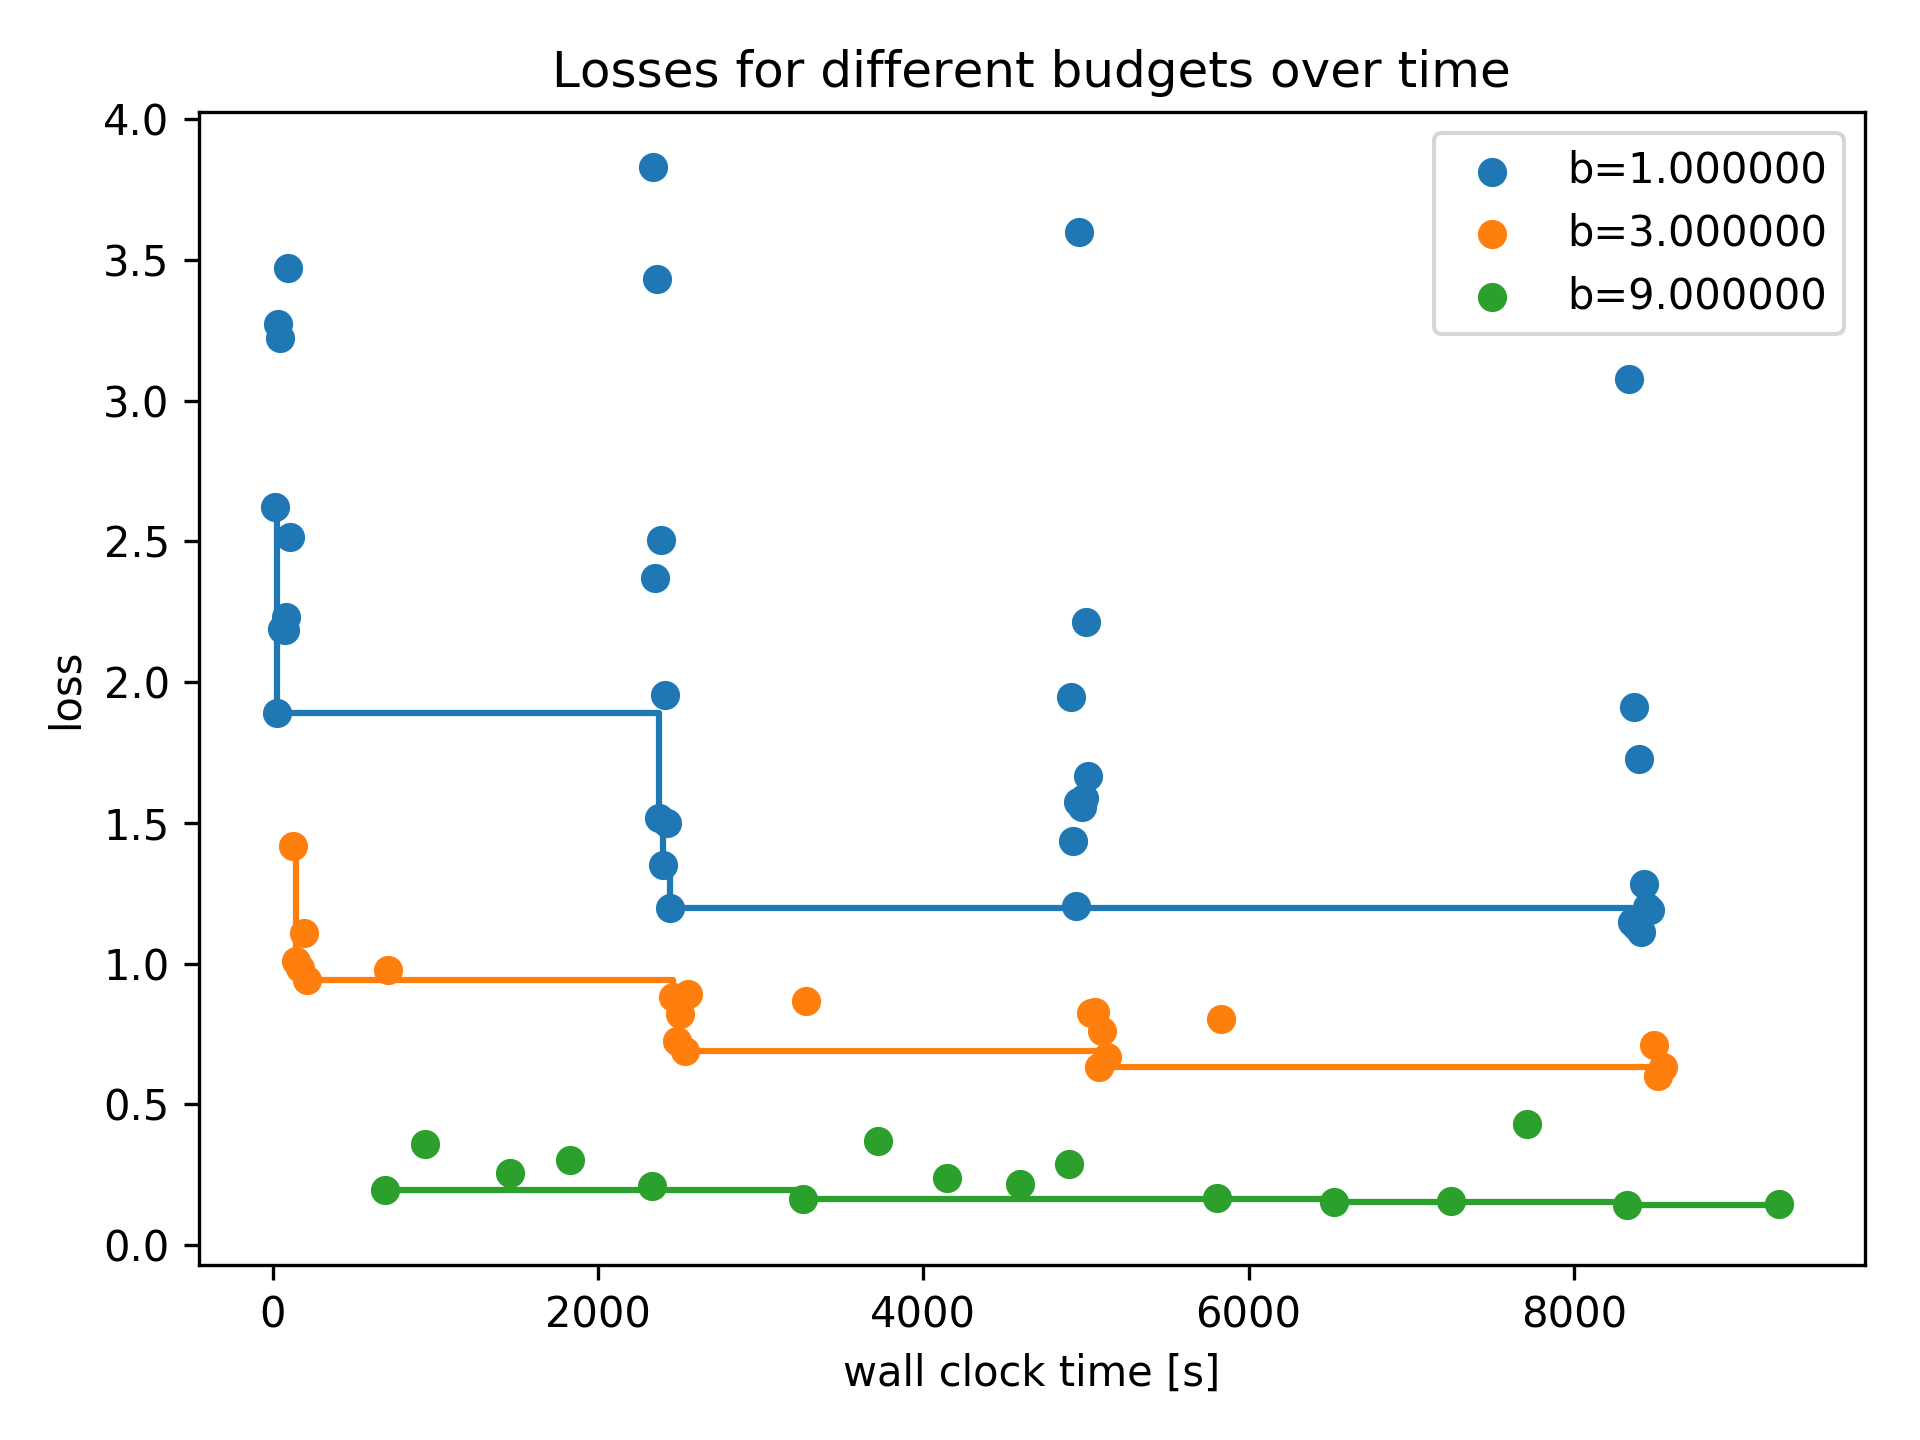 Losses for different budgets over time
4.0
3.5
3.0
2.5
2.0
1.5
1.0
0.5
0.0
loss
b=1.000000
b=3.000000
b=9.000000
0 2000 4000 6000 8000
wall clock time [s]